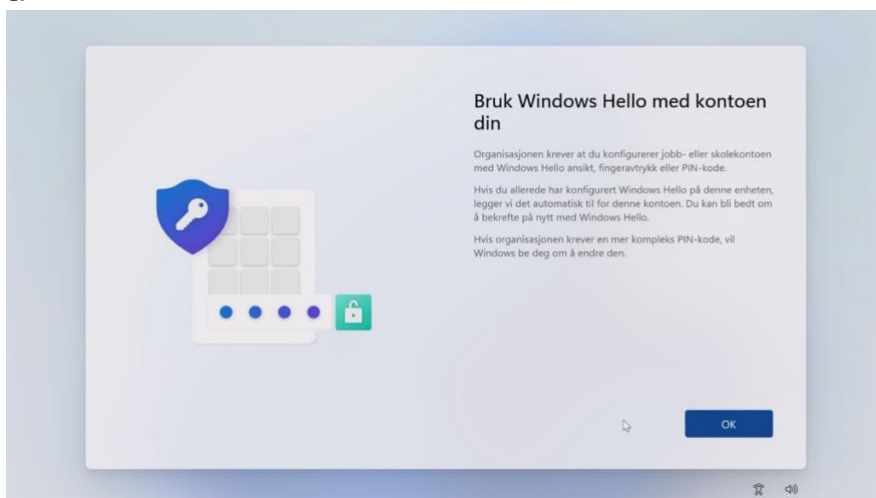 Bruk Windows Hello med kontoen
din
Organisasjonen krever at du konfigurerer jobb- eller skolekontoen
med Windows Hello ansikt, fingeravtrykk eller PIN-kode.
Hvis du allerede har konfigurert Windows Hello på denne enheten,
legger vi det automatisk til for denne kontoen. Du kan bli bedt om
å bekrefte på nytt med Windows Hello.
Hvis organisasjonen krever en mer kompleks PIN-kode, vil
Windows be deg om å endre den.
OK